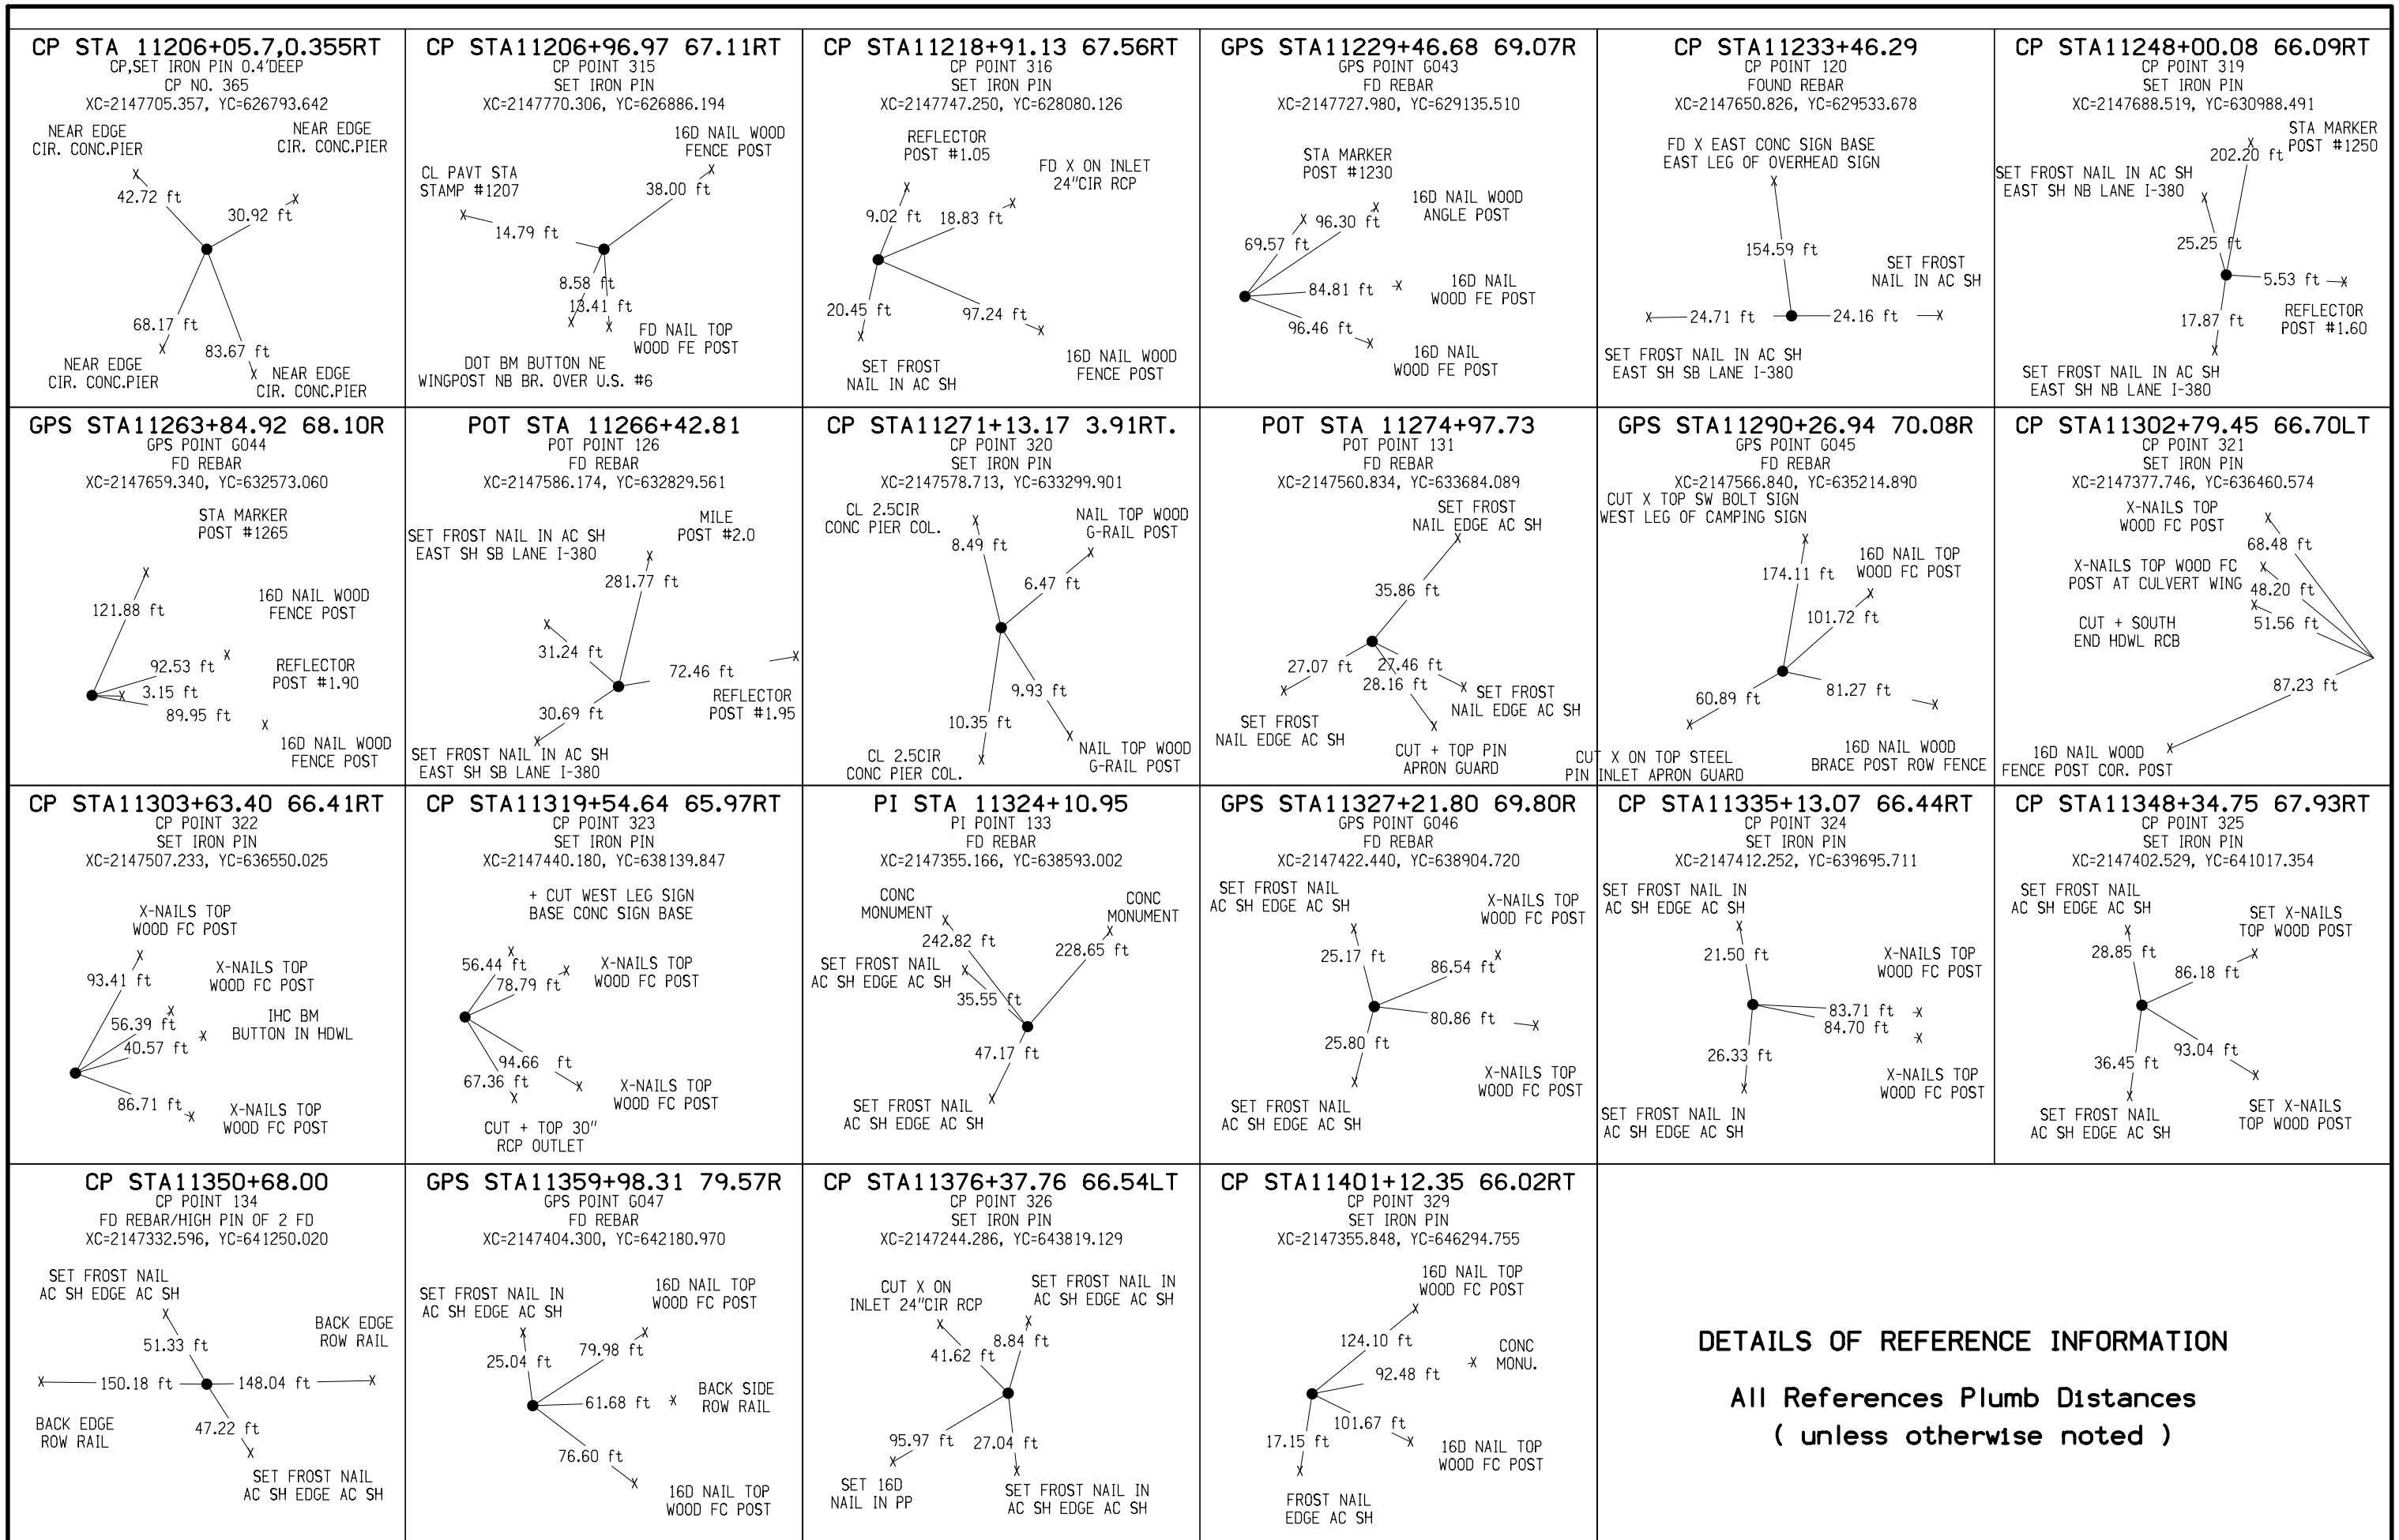 CP STA 11206+05.7,0.355RT
CP,SET IRON PIN 0.4'DEEP
CP NO. 365
XC=2147705.357, YC=626793.642
NEAR EDGE
CIR. CONC.PIER
NEAR EDGE
CIR. CONC.PIER
42.72 ft
30.92 ft
68.17 ft
83.67 ft
NEAR EDGE
CIR. CONC.PIER
NEAR EDGE
CIR. CONC.PIER
CP STA11206+96.97 67.11RT
CP POINT 315
SET IRON PIN
XC=2147770.306, YC=626886.194
16D NAIL WOOD
FENCE POST
CL PAVT STA
STAMP #1207
38.00 ft
14.79 ft
8.58 ft
13.41 ft
FD NAIL TOP
WOOD FE POST
DOT BM BUTTON NE
WINGPOST NB BR. OVER U.S. #6
CP STA11218+91.13 67.56RT
CP POINT 316
SET IRON PIN
XC=2147747.250, YC=628080.126
REFLECTOR
POST #1.05
FD X ON INLET
24"CIR RCP
9.02 ft
18.83 ft
20.45 ft
97.24 ft
SET FROST
NAIL IN AC SH
16D NAIL WOOD
FENCE POST
GPS STA11229+46.68 69.07R
GPS POINT G043
FD REBAR
XC=2147727.980, YC=629135.510
STA MARKER
POST #1230
16D NAIL WOOD
ANGLE POST
96.30 ft
69.57 ft
84.81 ft
16D NAIL
WOOD FE POST
96.46 ft
16D NAIL
WOOD FE POST
CP STA11233+46.29
CP POINT 120
FOUND REBAR
XC=2147650.826, YC=629533.678
FD X EAST CONC SIGN BASE
EAST LEG OF OVERHEAD SIGN
154.59 ft
SET FROST
NAIL IN AC SH
24.71 ft
24.16 ft
SET FROST NAIL IN AC SH
EAST SH SB LANE I-380
CP STA11248+00.08 66.09RT
CP POINT 319
SET IRON PIN
XC=2147688.519, YC=630988.491
STA MARKER
POST #1250
202.20 ft
SET FROST NAIL IN AC SH
EAST SH NB LANE I-380
25.25 ft
5.53 ft
17.87 ft
REFLECTOR
POST #1.60
SET FROST NAIL IN AC SH
EAST SH NB LANE I-380
GPS STA11263+84.92 68.10R
GPS POINT G044
FD REBAR
XC=2147659.340, YC=632573.060
STA MARKER
POST #1265
121.88 ft
16D NAIL WOOD
FENCE POST
92.53 ft
REFLECTOR
POST #1.90
3.15 ft
89.95 ft
16D NAIL WOOD
FENCE POST
POT STA 11266+42.81
POT POINT 126
FD REBAR
XC=2147586.174, YC=632829.561
MILE
POST #2.0
SET FROST NAIL IN AC SH
EAST SH SB LANE I-380
281.77 ft
31.24 ft
72.46 ft
REFLECTOR
POST #1.95
30.69 ft
SET FROST NAIL IN AC SH
EAST SH SB LANE I-380
CP STA11271+13.17 3.91RT.
CP POINT 320
SET IRON PIN
XC=2147578.713, YC=633299.901
CL 2.5CIR
CONC PIER COL.
NAIL TOP WOOD
G-RAIL POST
8.49 ft
6.47 ft
9.93 ft
10.35 ft
CL 2.5CIR
CONC PIER COL.
NAIL TOP WOOD
G-RAIL POST
POT STA 11274+97.73
POT POINT 131
FD REBAR
XC=2147560.834, YC=633684.089
SET FROST
NAIL EDGE AC SH
35.86 ft
27.07 ft
27.46 ft
28.16 ft
SET FROST
NAIL EDGE AC SH
SET FROST
NAIL EDGE AC SH
CUT + TOP PIN
APRON GUARD
GPS STA11290+26.94 70.08R
GPS POINT G045
FD REBAR
XC=2147566.840, YC=635214.890
CUT X TOP SW BOLT SIGN
WEST LEG OF CAMPING SIGN
16D NAIL TOP
WOOD FC POST
174.11 ft
101.72 ft
60.89 ft
81.27 ft
CUT X ON TOP STEEL
PIN INLET APRON GUARD
16D NAIL WOOD
BRACE POST ROW FENCE
CP STA11302+79.45 66.70LT
CP POINT 321
SET IRON PIN
XC=2147377.746, YC=636460.574
X-NAILS TOP
WOOD FC POST
68.48 ft
X-NAILS TOP WOOD FC
POST AT CULVERT WING
48.20 ft
CUT + SOUTH
END HDWL RCB
51.56 ft
87.23 ft
16D NAIL WOOD
FENCE POST COR. POST
CP STA11303+63.40 66.41RT
CP POINT 322
SET IRON PIN
XC=2147507.233, YC=636550.025
X-NAILS TOP
WOOD FC POST
93.41 ft
X-NAILS TOP
WOOD FC POST
56.39 ft
IHC BM
BUTTON IN HDWL
40.57 ft
86.71 ft
X-NAILS TOP
WOOD FC POST
CP STA11319+54.64 65.97RT
CP POINT 323
SET IRON PIN
XC=2147440.180, YC=638139.847
+ CUT WEST LEG SIGN
BASE CONC SIGN BASE
56.44 ft
78.79 ft
X-NAILS TOP
WOOD FC POST
94.66 ft
67.36 ft
X-NAILS TOP
WOOD FC POST
CUT + TOP 30"
RCP OUTLET
PI STA 11324+10.95
PI POINT 133
FD REBAR
XC=2147355.166, YC=638593.002
CONC
MONUMENT
CONC
MONUMENT
242.82 ft
228.65 ft
SET FROST NAIL
AC SH EDGE AC SH
35.55 ft
47.17 ft
SET FROST NAIL
AC SH EDGE AC SH
GPS STA11327+21.80 69.80R
GPS POINT G046
FD REBAR
XC=2147422.440, YC=638904.720
SET FROST NAIL
AC SH EDGE AC SH
X-NAILS TOP
WOOD FC POST
25.17 ft
86.54 ft
80.86 ft
25.80 ft
X-NAILS TOP
WOOD FC POST
SET FROST NAIL
AC SH EDGE AC SH
CP STA11335+13.07 66.44RT
CP POINT 324
SET IRON PIN
XC=2147412.252, YC=639695.711
SET FROST NAIL IN
AC SH EDGE AC SH
21.50 ft
X-NAILS TOP
WOOD FC POST
83.71 ft
84.70 ft
26.33 ft
X-NAILS TOP
WOOD FC POST
SET FROST NAIL IN
AC SH EDGE AC SH
CP STA11348+34.75 67.93RT
CP POINT 325
SET IRON PIN
XC=2147402.529, YC=641017.354
SET FROST NAIL
AC SH EDGE AC SH
SET X-NAILS
TOP WOOD POST
28.85 ft
86.18 ft
93.04 ft
36.45 ft
SET FROST NAIL
AC SH EDGE AC SH
SET X-NAILS
TOP WOOD POST
CP STA11350+68.00
CP POINT 134
FD REBAR/HIGH PIN OF 2 FD
XC=2147332.596, YC=641250.020
SET FROST NAIL
AC SH EDGE AC SH
BACK EDGE
ROW RAIL
51.33 ft
150.18 ft
148.04 ft
BACK EDGE
ROW RAIL
47.22 ft
SET FROST NAIL
AC SH EDGE AC SH
GPS STA11359+98.31 79.57R
GPS POINT G047
FD REBAR
XC=2147404.300, YC=642180.970
SET FROST NAIL IN
AC SH EDGE AC SH
16D NAIL TOP
WOOD FC POST
25.04 ft
79.98 ft
61.68 ft
BACK SIDE
ROW RAIL
76.60 ft
16D NAIL TOP
WOOD FC POST
CP STA11376+37.76 66.54LT
CP POINT 326
SET IRON PIN
XC=2147244.286, YC=643819.129
CUT X ON
INLET 24"CIR RCP
SET FROST NAIL IN
AC SH EDGE AC SH
8.84 ft
41.62 ft
95.97 ft
27.04 ft
SET 16D
NAIL IN PP
SET FROST NAIL IN
AC SH EDGE AC SH
CP STA11401+12.35 66.02RT
CP POINT 329
SET IRON PIN
XC=2147355.848, YC=646294.755
16D NAIL TOP
WOOD FC POST
124.10 ft
CONC
MONU.
92.48 ft
101.67 ft
17.15 ft
16D NAIL TOP
WOOD FC POST
FROST NAIL
EDGE AC SH
DETAILS OF REFERENCE INFORMATION
All References Plumb Distances
( unless otherwise noted )